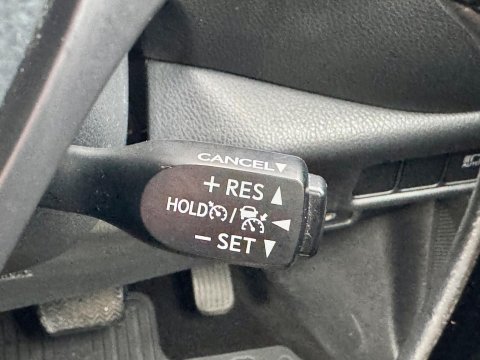 CANCEL▼
+ RES ▲
HOLD / ◀
− SET ▼